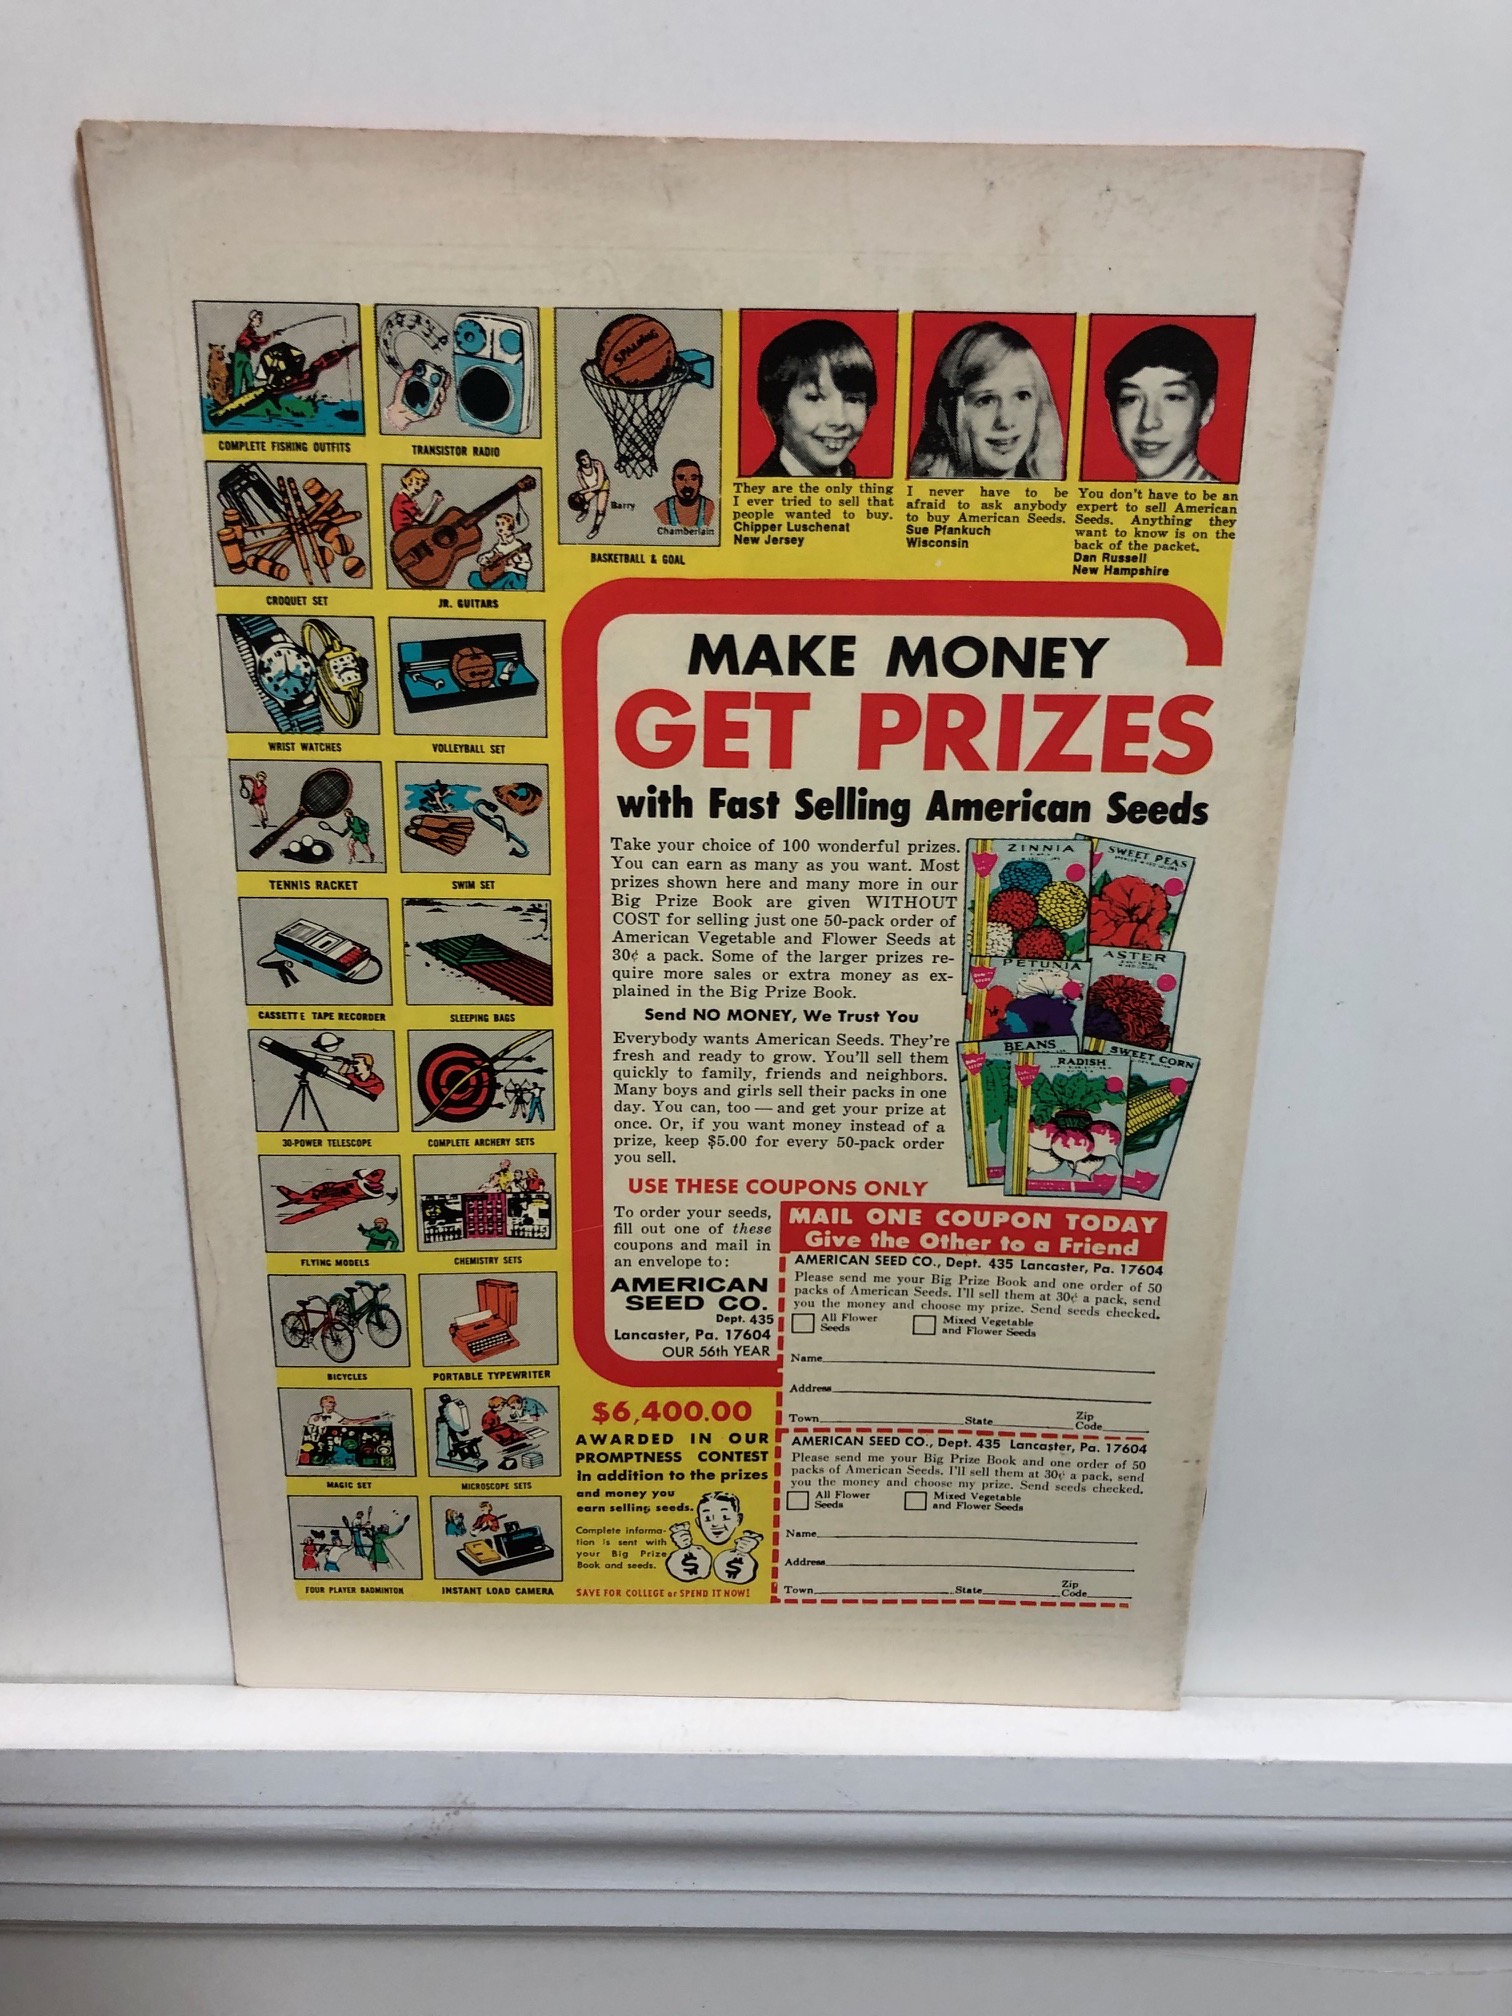 COMPLETE FISHING OUTFITS
TRANSISTOR RADIO
SPALDING
Barry
Chamberlain
BASKETBALL & GOAL
CROQUET SET
JR. GUITARS
WRIST WATCHES
VOLLEYBALL SET
TENNIS RACKET
SWIM SET
CASSETTE TAPE RECORDER
SLEEPING BAGS
30-POWER TELESCOPE
COMPLETE ARCHERY SETS
FLYING MODELS
CHEMISTRY SETS
BICYCLES
PORTABLE TYPEWRITER
MAGIC SET
MICROSCOPE SETS
FOUR PLAYER BADMINTON
INSTANT LOAD CAMERA
They are the only thing
I ever tried to sell that
people wanted to buy.
Chipper Luschenat
New Jersey
I never have to be
afraid to ask anybody
to buy American Seeds.
Sue Pfankuch
Wisconsin
You don't have to be an
expert to sell American
Seeds. Anything they
want to know is on the
back of the packet.
Dan Russell
New Hampshire
MAKE MONEY
GET PRIZES
with Fast Selling American Seeds
Take your choice of 100 wonderful prizes.
You can earn as many as you want. Most
prizes shown here and many more in our
Big Prize Book are given WITHOUT
COST for selling just one 50-pack order of
American Vegetable and Flower Seeds at
30¢ a pack. Some of the larger prizes re-
quire more sales or extra money as ex-
plained in the Big Prize Book.
Send NO MONEY, We Trust You
Everybody wants American Seeds. They're
fresh and ready to grow. You'll sell them
quickly to family, friends and neighbors.
Many boys and girls sell their packs in one
day. You can, too — and get your prize at
once. Or, if you want money instead of a
prize, keep $5.00 for every 50-pack order
you sell.
ZINNIA
SWEET PEAS
PETUNIA
ASTER
BEANS
RADISH
SWEET CORN
USE THESE COUPONS ONLY
To order your seeds,
fill out one of these
coupons and mail in
an envelope to:
AMERICAN
SEED CO.
Dept. 435
Lancaster, Pa. 17604
OUR 56th YEAR
MAIL ONE COUPON TODAY
Give the Other to a Friend
AMERICAN SEED CO., Dept. 435 Lancaster, Pa. 17604
Please send me your Big Prize Book and one order of 50
packs of American Seeds. I'll sell them at 30¢ a pack, send
you the money and choose my prize. Send seeds checked.
All Flower Seeds
Mixed Vegetable and Flower Seeds
Name
Address
Town State Zip Code
AMERICAN SEED CO., Dept. 435 Lancaster, Pa. 17604
Please send me your Big Prize Book and one order of 50
packs of American Seeds. I'll sell them at 30¢ a pack, send
you the money and choose my prize. Send seeds checked.
All Flower Seeds
Mixed Vegetable and Flower Seeds
Name
Address
Town State Zip Code
$6,400.00
AWARDED IN OUR
PROMPTNESS CONTEST
in addition to the prizes
and money you
earn selling seeds.
Complete informa-
tion is sent with
your Big Prize
Book and seeds.
$ $
SAVE FOR COLLEGE or SPEND IT NOW!